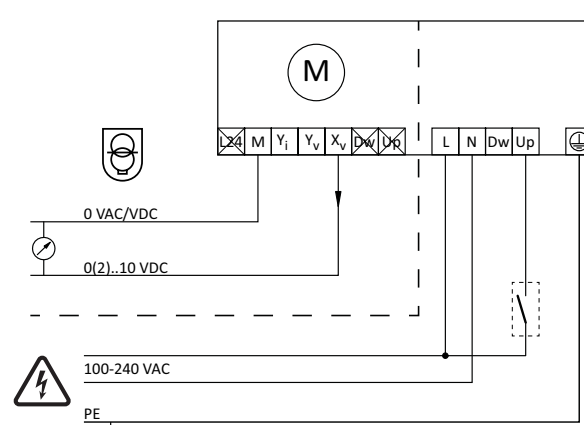 M
L24 M Yi Yv Xv Dw Up L N Dw Up
0 VAC/VDC
0(2)..10 VDC
100-240 VAC
PE